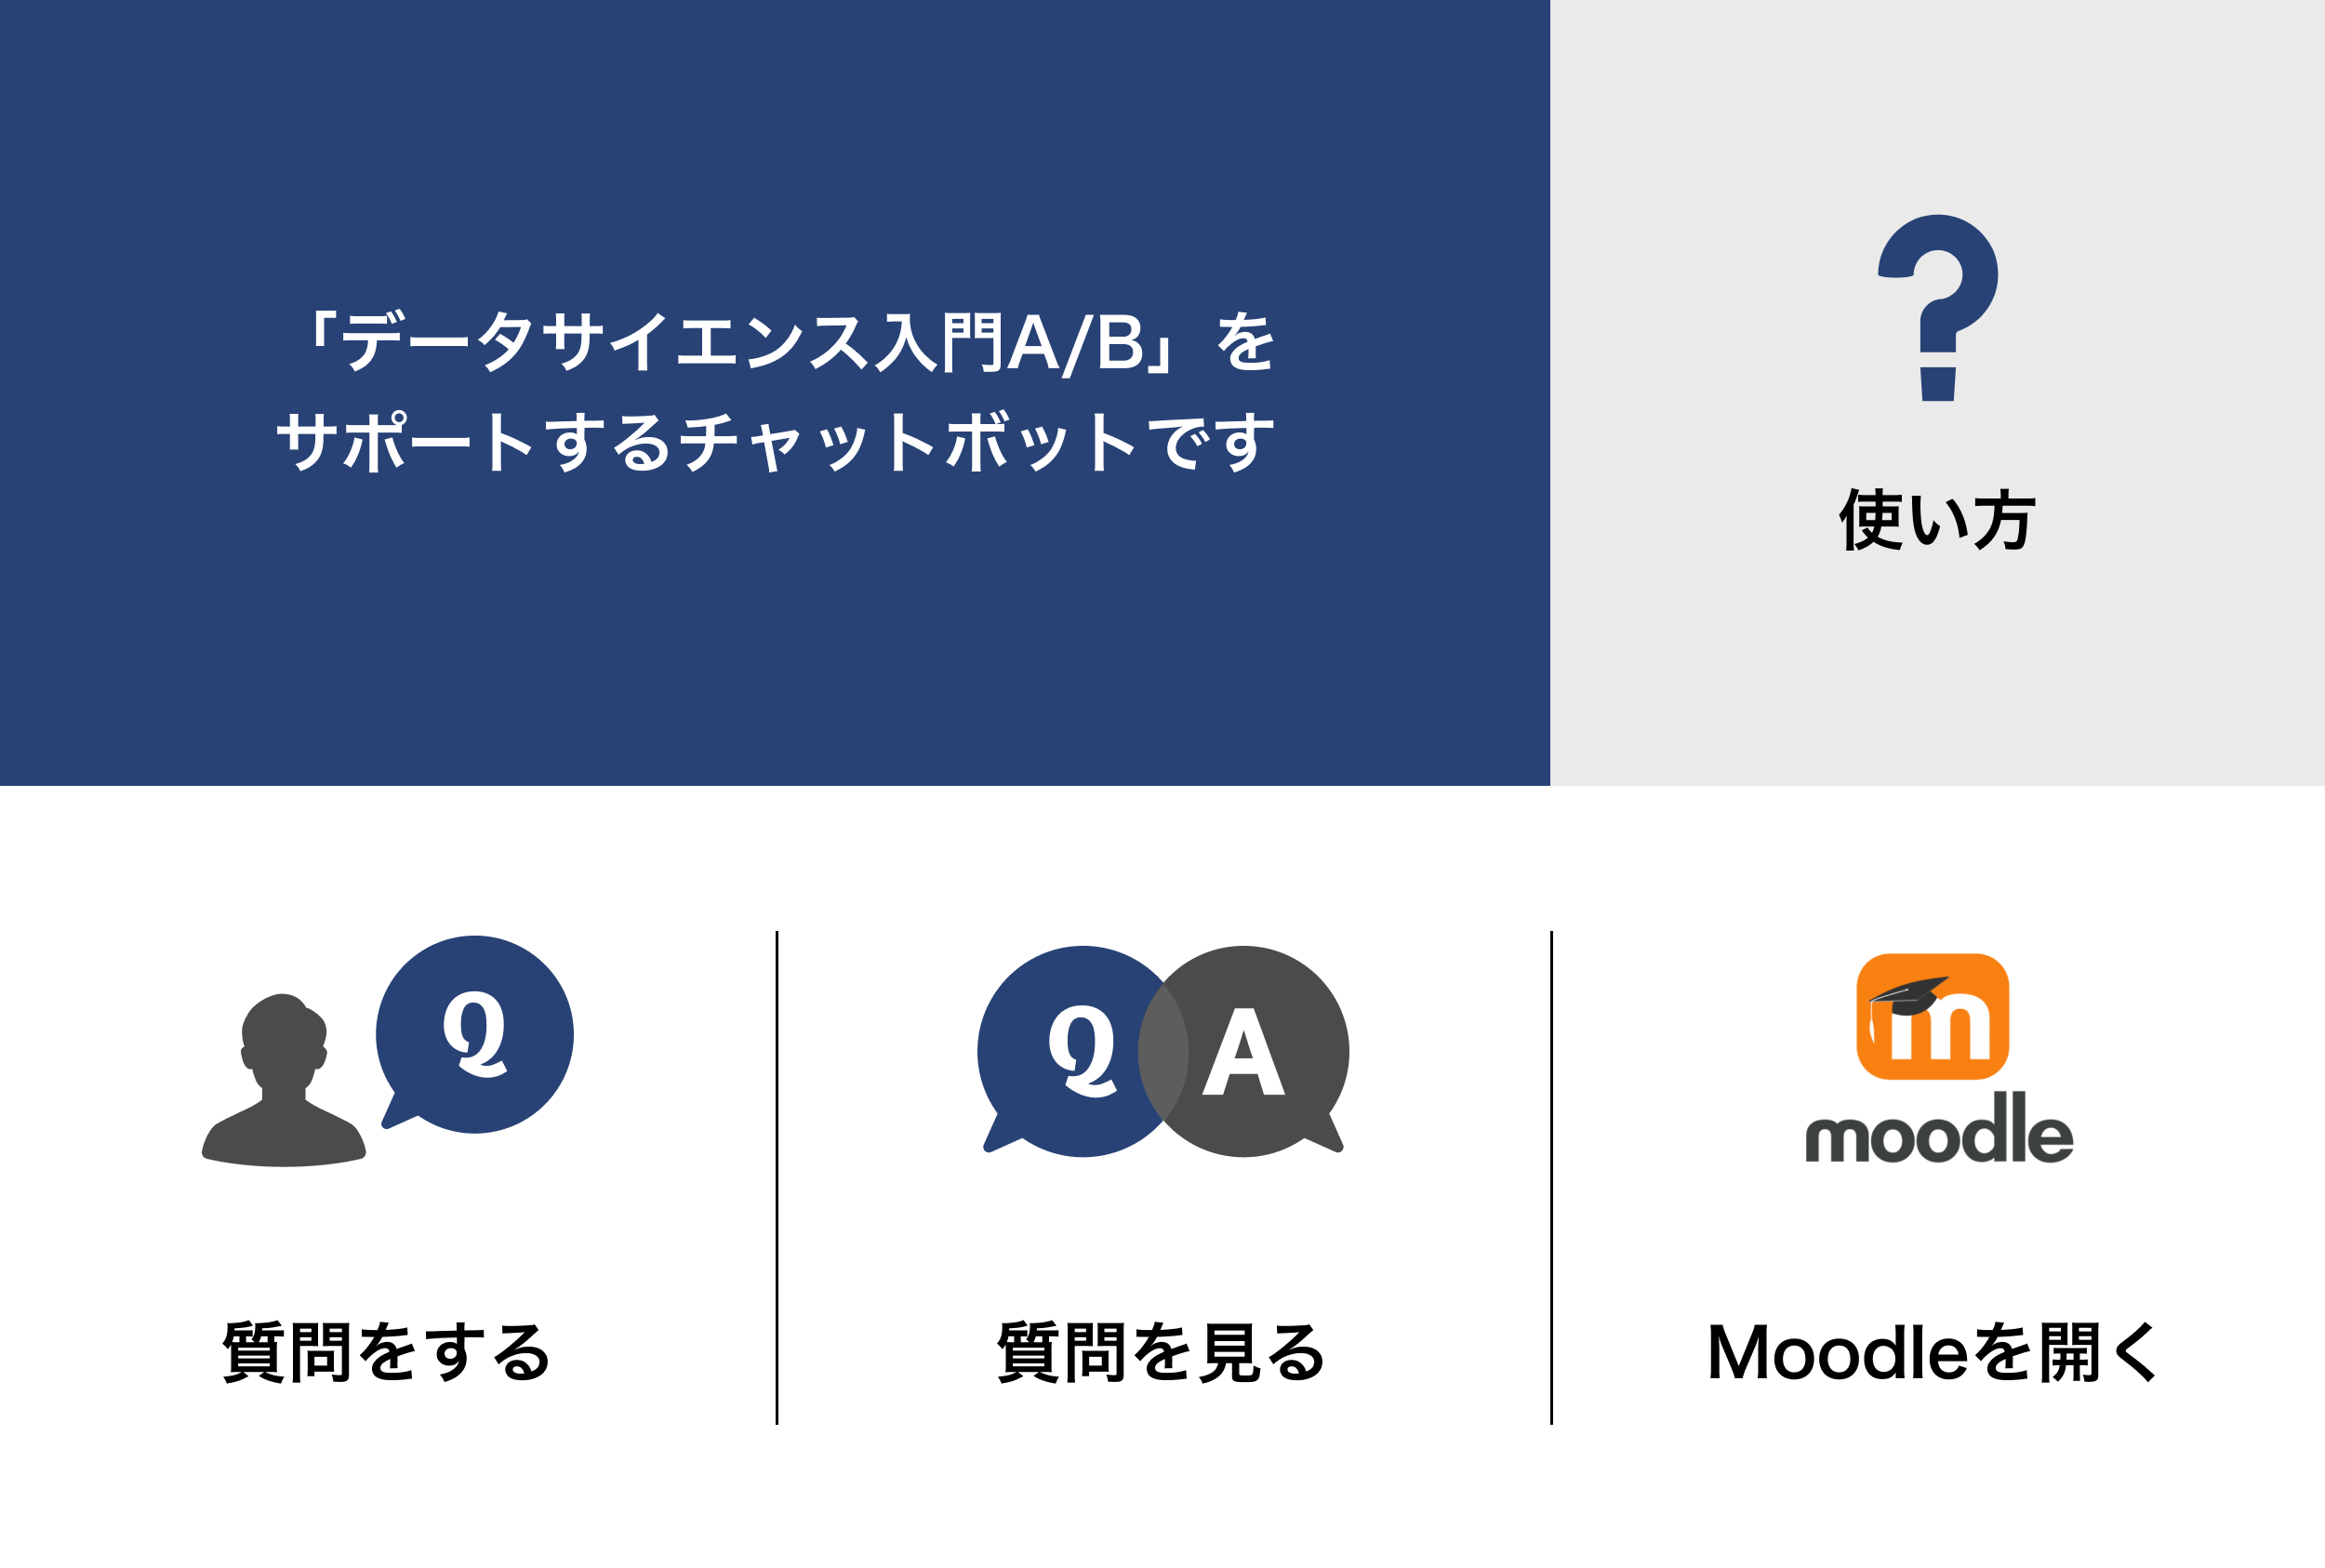 「データサイエンス入門A/B」を
サポートするチャットボットです
?
使い方
Q
Q
A
m
moodle
質問をする
質問を見る
Moodleを開く